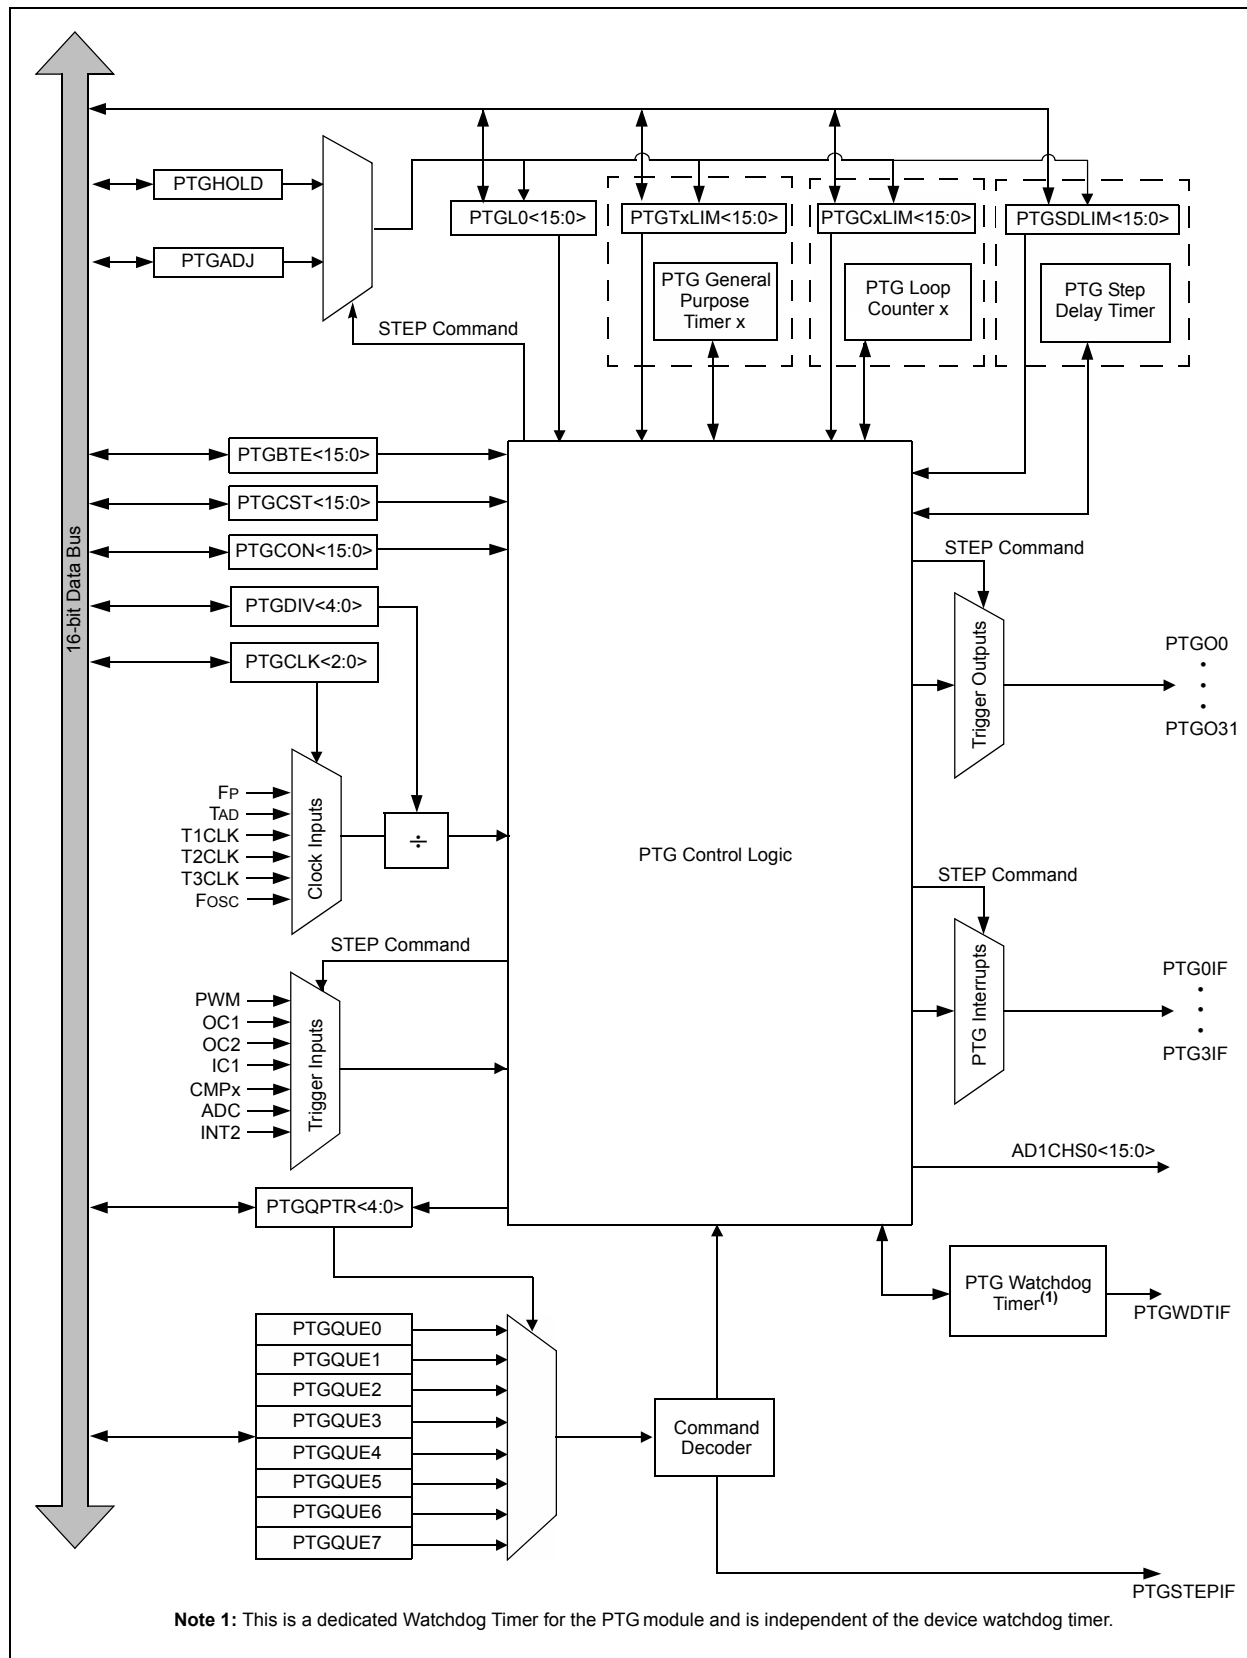 16-bit Data Bus
PTGHOLD
PTGADJ
STEP Command
PTGL0<15:0>
PTGTxLIM<15:0>
PTGCxLIM<15:0>
PTGSDLIM<15:0>
PTG General
Purpose
Timer x
PTG Loop
Counter x
PTG Step
Delay Timer
PTGBTE<15:0>
PTGCST<15:0>
PTGCON<15:0>
PTGDIV<4:0>
PTGCLK<2:0>
FP
TAD
T1CLK
T2CLK
T3CLK
FOSC
Clock Inputs
÷
PTG Control Logic
STEP Command
Trigger Outputs
PTGO0
•
•
•
PTGO31
STEP Command
PWM
OC1
OC2
IC1
CMPx
ADC
INT2
Trigger Inputs
STEP Command
PTG Interrupts
PTG0IF
•
•
•
PTG3IF
AD1CHS0<15:0>
PTGQPTR<4:0>
PTG Watchdog
Timer(1)
PTGWDTIF
PTGQUE0
PTGQUE1
PTGQUE2
PTGQUE3
PTGQUE4
PTGQUE5
PTGQUE6
PTGQUE7
Command
Decoder
PTGSTEPIF
Note 1: This is a dedicated Watchdog Timer for the PTG module and is independent of the device watchdog timer.